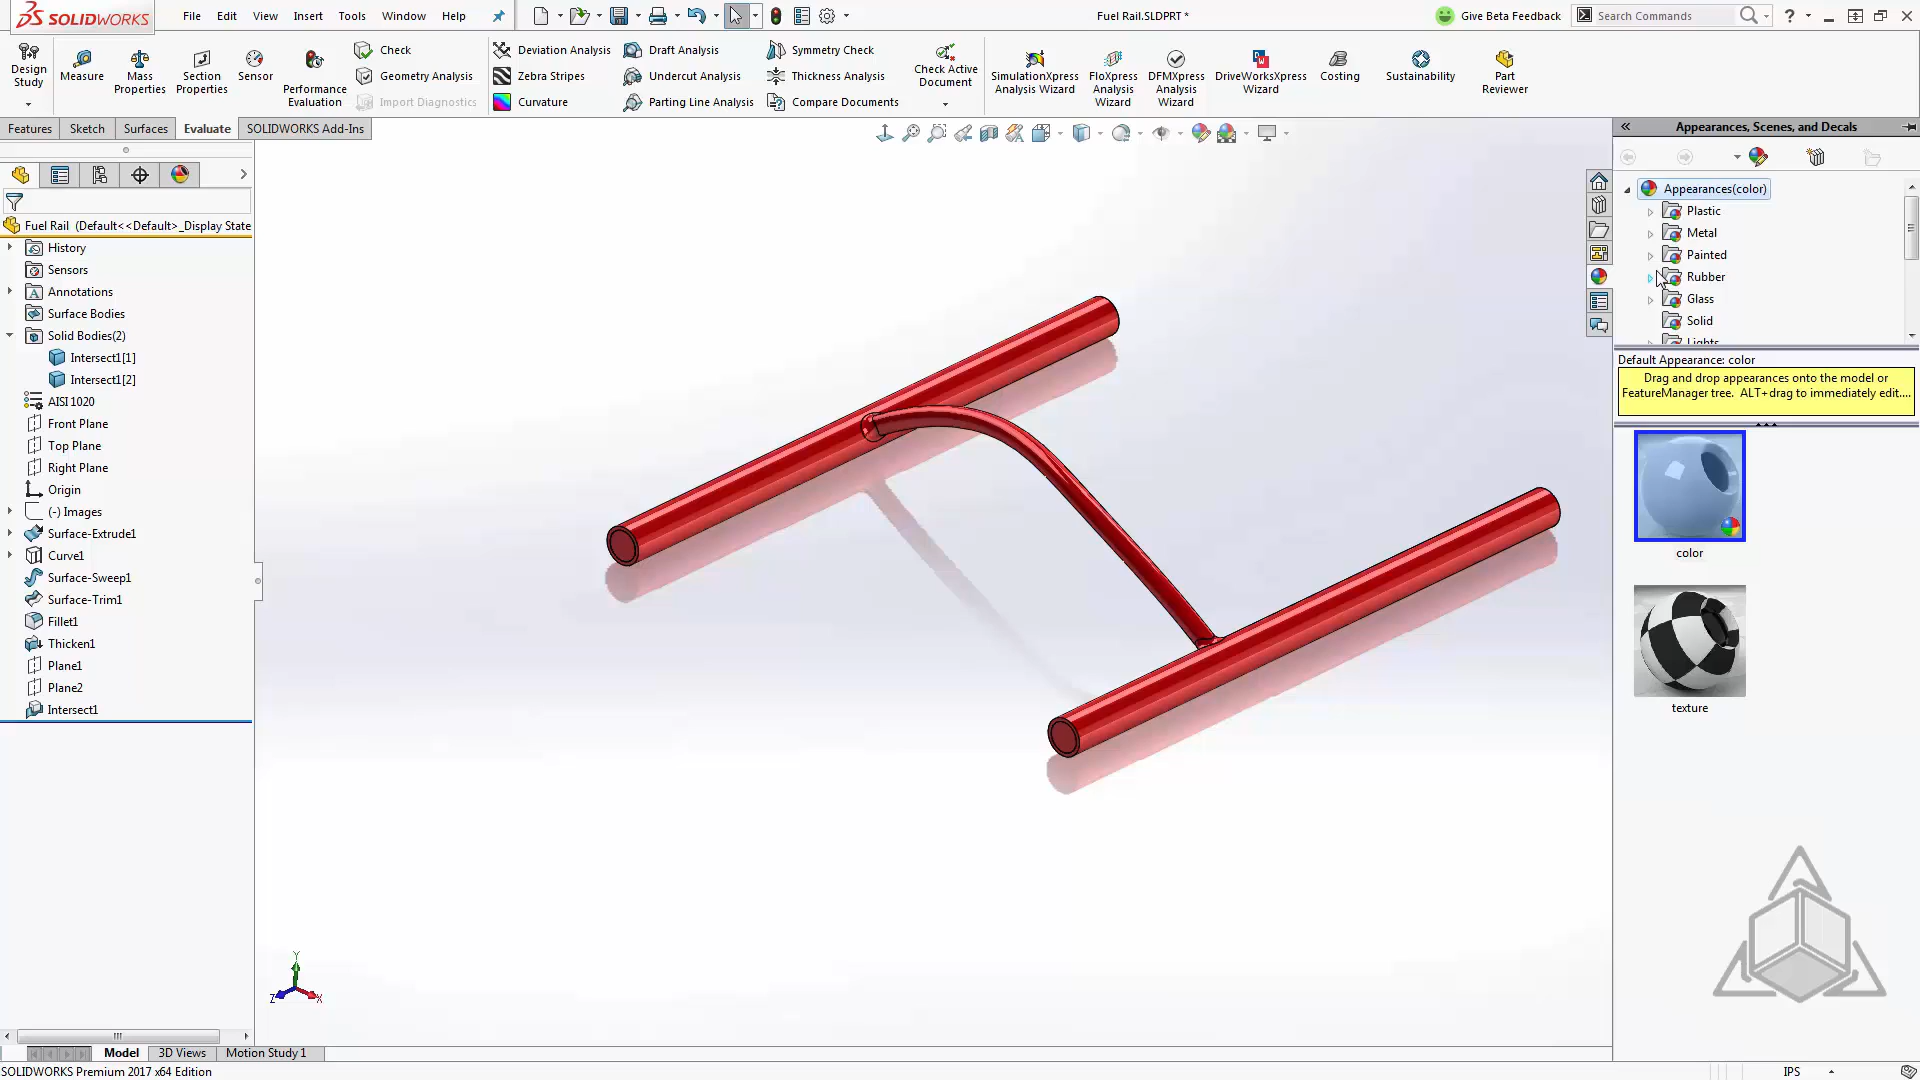 SOLIDWORKS
File Edit View Insert Tools Window Help
Fuel Rail.SLDPRT *
Give Beta Feedback
Search Commands
Design Study
Measure
Mass Properties
Section Properties
Sensor
Performance Evaluation
Check
Geometry Analysis
Import Diagnostics
Deviation Analysis
Zebra Stripes
Curvature
Draft Analysis
Undercut Analysis
Parting Line Analysis
Symmetry Check
Thickness Analysis
Compare Documents
Check Active Document
SimulationXpress Analysis Wizard
FloXpress Analysis Wizard
DFMXpress Analysis Wizard
DriveWorksXpress Wizard
Costing
Sustainability
Part Reviewer
Features Sketch Surfaces Evaluate SOLIDWORKS Add-Ins
Fuel Rail (Default<<Default>_Display State
History
Sensors
Annotations
Surface Bodies
Solid Bodies(2)
Intersect1[1]
Intersect1[2]
AISI 1020
Front Plane
Top Plane
Right Plane
Origin
(-) Images
Surface-Extrude1
Curve1
Surface-Sweep1
Surface-Trim1
Fillet1
Thicken1
Plane1
Plane2
Intersect1
Y
Z
X
Appearances, Scenes, and Decals
Appearances(color)
Plastic
Metal
Painted
Rubber
Glass
Solid
Lights
Default Appearance: color
Drag and drop appearances onto the model or
FeatureManager tree. ALT+drag to immediately edit....
color
texture
Model 3D Views Motion Study 1
SOLIDWORKS Premium 2017 x64 Edition
IPS